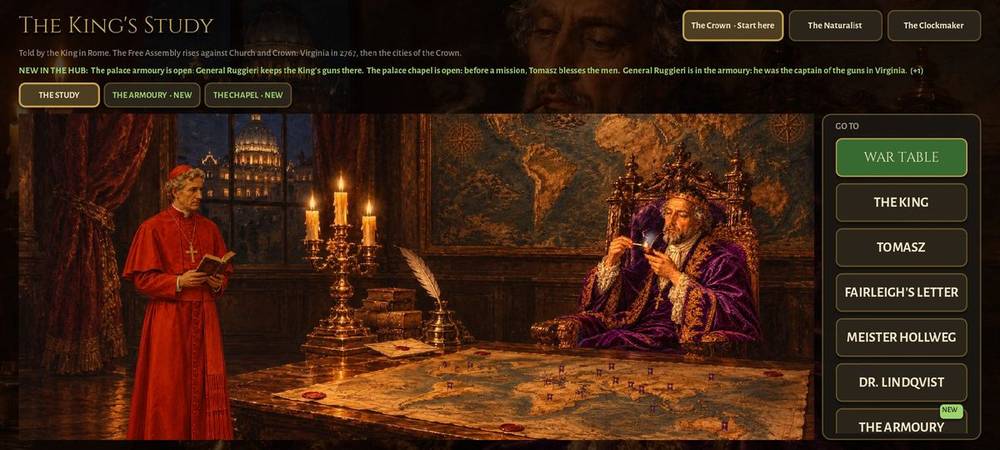 THE KING'S STUDY
The Crown · Start here
The Naturalist
The Clockmaker
Told by the King in Rome. The Free Assembly rises against Church and Crown: Virginia in 2767, then the cities of the Crown.
NEW IN THE HUB: The palace armoury is open: General Ruggieri keeps the King's guns there. The palace chapel is open: before a mission, Tomasz blesses the men. General Ruggieri is in the armoury: he was the captain of the guns in Virginia. (+1)
THE STUDY
THE ARMOURY · NEW
THE CHAPEL · NEW
GO TO
WAR TABLE
THE KING
TOMASZ
FAIRLEIGH'S LETTER
MEISTER HOLLWEG
DR. LINDQVIST
NEW
THE ARMOURY